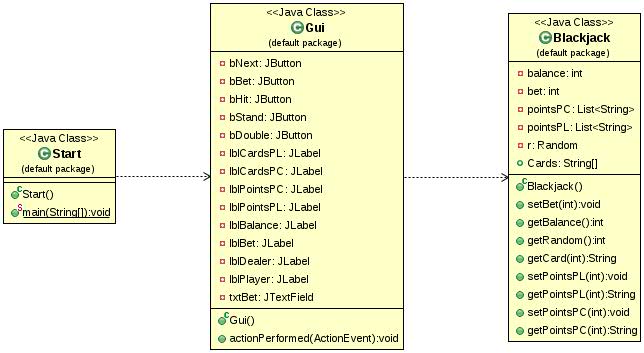 <<Java Class>>
Start
(default package)
Start()
main(String[]):void
<<Java Class>>
Gui
(default package)
bNext: JButton
bBet: JButton
bHit: JButton
bStand: JButton
bDouble: JButton
lblCardsPL: JLabel
lblCardsPC: JLabel
lblPointsPC: JLabel
lblPointsPL: JLabel
lblBalance: JLabel
lblBet: JLabel
lblDealer: JLabel
lblPlayer: JLabel
txtBet: JTextField
Gui()
actionPerformed(ActionEvent):void
<<Java Class>>
Blackjack
(default package)
balance: int
bet: int
pointsPC: List<String>
pointsPL: List<String>
r: Random
Cards: String[]
Blackjack()
setBet(int):void
getBalance():int
getRandom():int
getCard(int):String
setPointsPL(int):void
getPointsPL(int):String
setPointsPC(int):void
getPointsPC(int):String